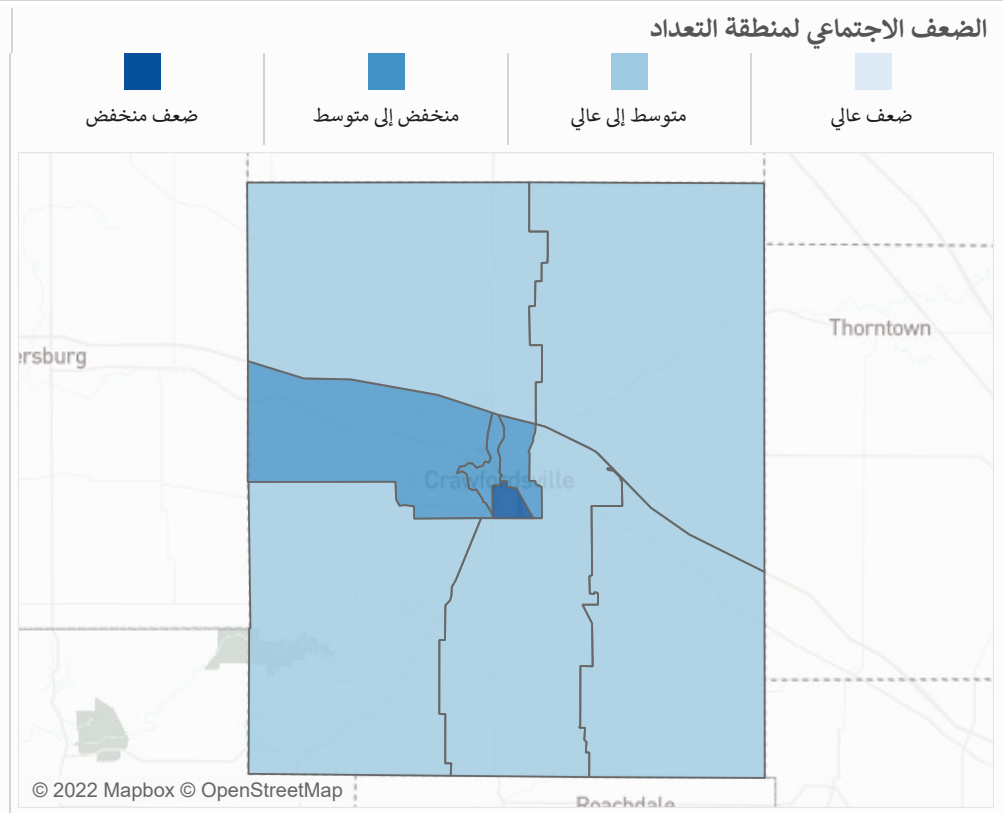 الضعف الاجتماعي لمنطقة التعداد
ضعف عالي
متوسط إلى عالي
منخفض إلى متوسط
ضعف منخفض
Thorntown
ersburg
Crawfordsville
Roachdale
© 2022 Mapbox © OpenStreetMap